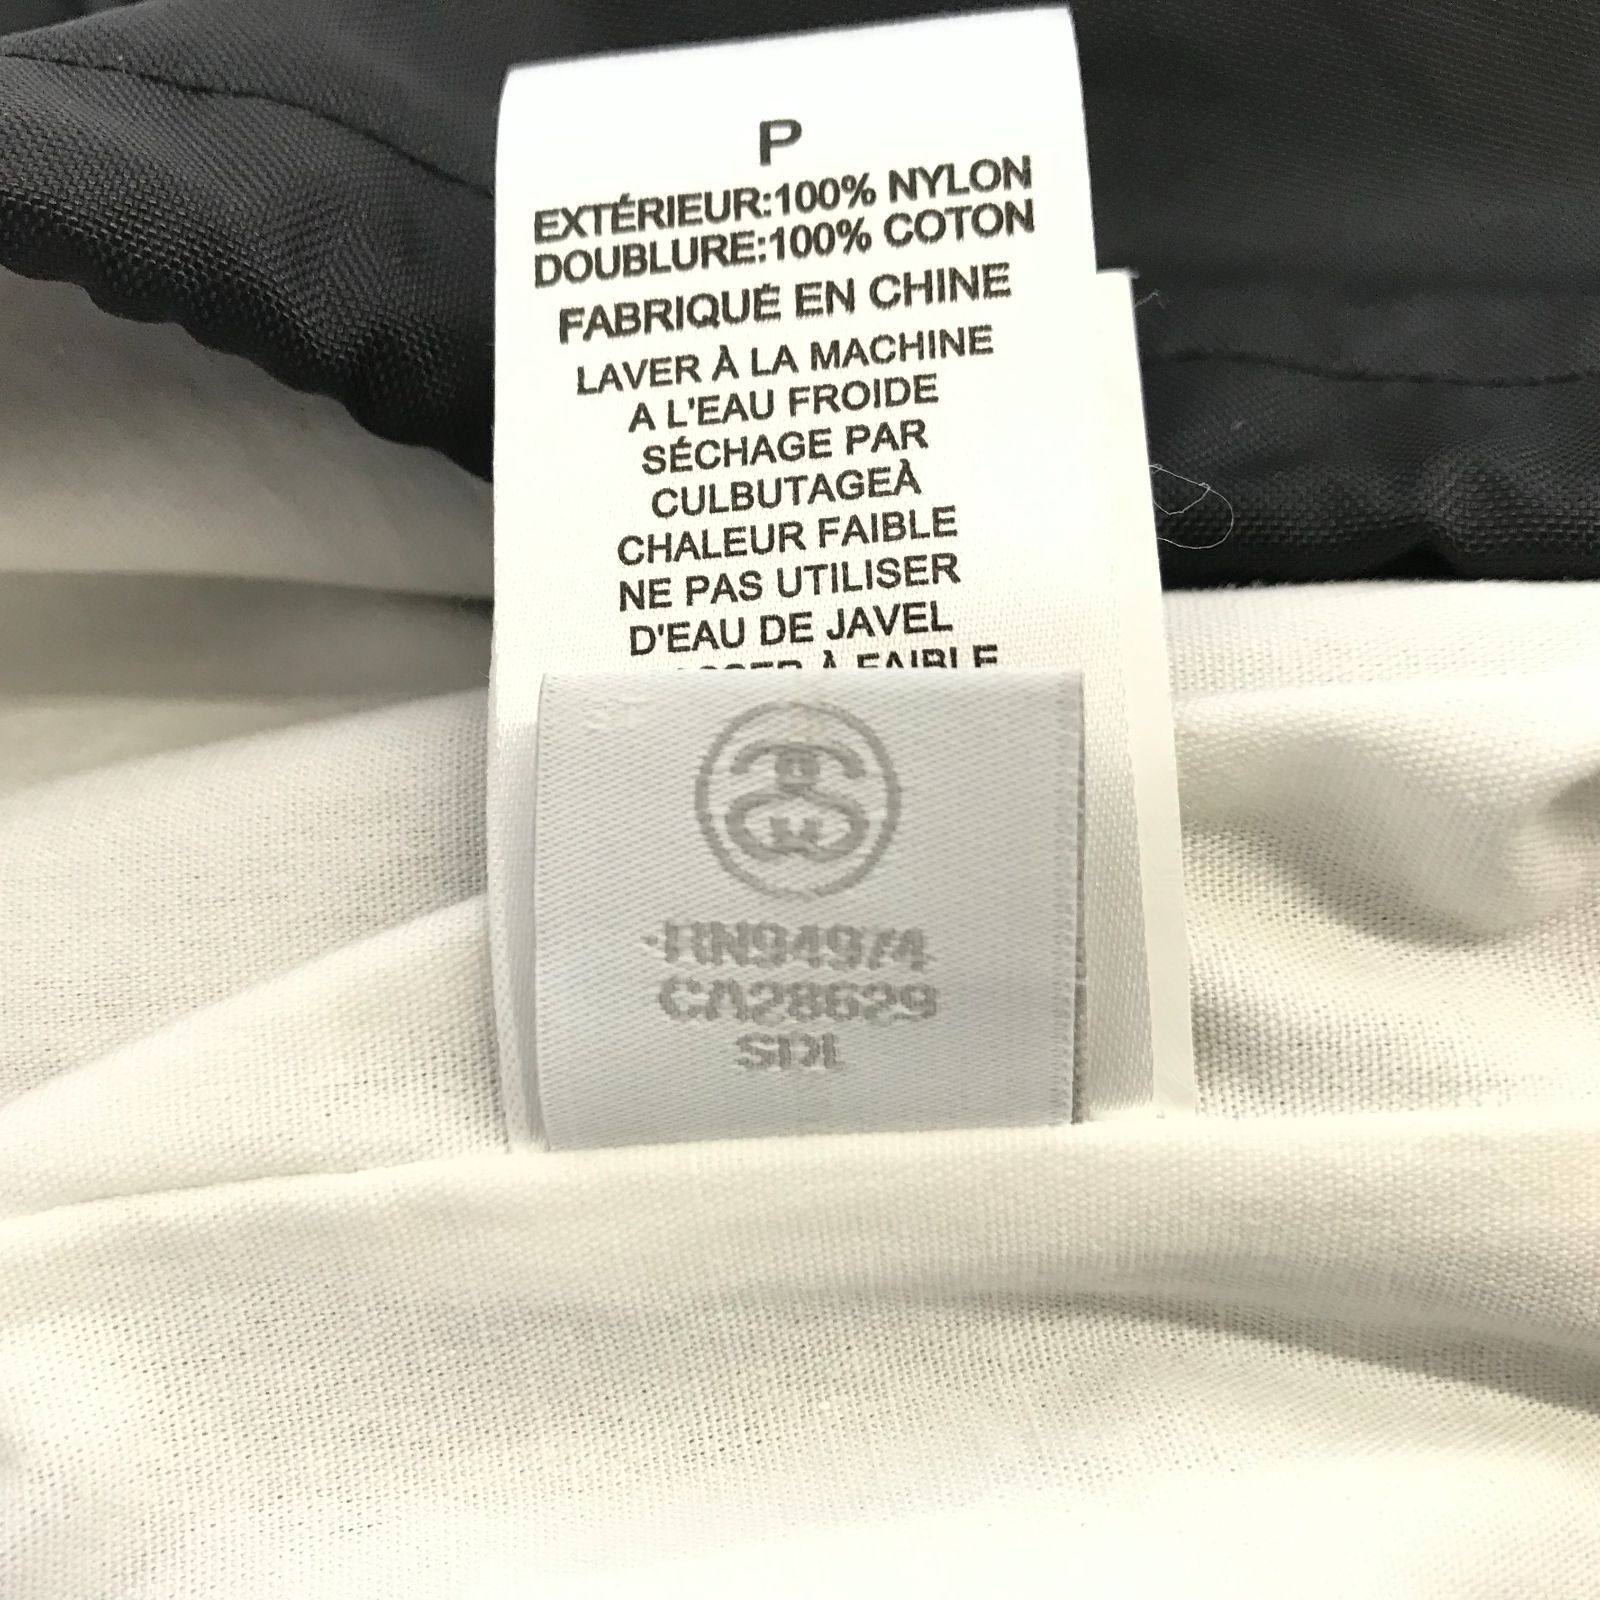 P
EXTÉRIEUR:100% NYLON
DOUBLURE:100% COTON
FABRIQUÉ EN CHINE
LAVER À LA MACHINE
A L'EAU FROIDE
SÉCHAGE PAR
CULBUTAGEÀ
CHALEUR FAIBLE
NE PAS UTILISER
D'EAU DE JAVEL
À FAIBLE
RN94974
CA28629
SDL